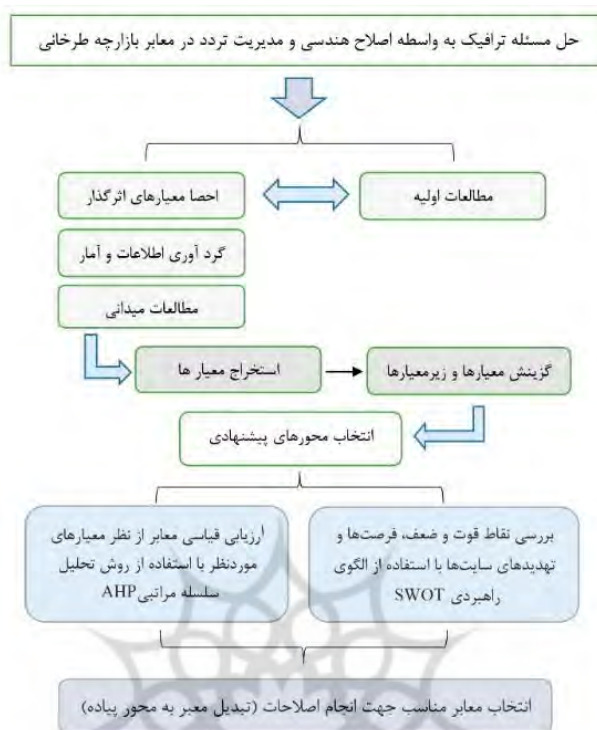 حل مسئله ترافیک به واسطه اصلاح هندسی و مدیریت تردد در معابر بازارچه طرخانی
مطالعات اولیه
احصا معیارهای اثرگذار
گرد آوری اطلاعات و آمار
مطالعات میدانی
استخراج معیار ها
گزینش معیارها و زیرمعیارها
انتخاب محورهای پیشنهادی
بررسی نقاط قوت و ضعف، فرصت‌ها و
تهدیدهای سایت‌ها با استفاده از الگوی
راهبردی SWOT
ارزیابی قیاسی معابر از نظر معیارهای
موردنظر با استفاده از روش تحلیل
سلسله مراتبی AHP
انتخاب معابر مناسب جهت انجام اصلاحات (تبدیل معبر به محور پیاده)